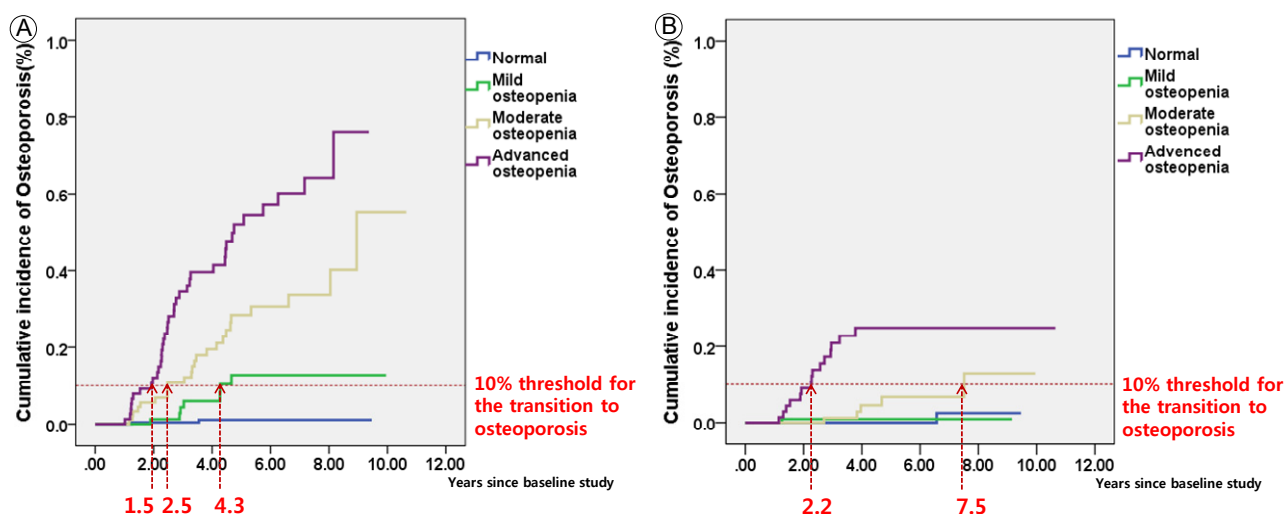 A
Cumulative incidence of Osteoporosis(%)
1.0
0.8
0.6
0.4
0.2
0.0
.00 2.00 4.00 6.00 8.00 10.00 12.00
Years since baseline study
Normal
Mild
osteopenia
Moderate
osteopenia
Advanced
osteopenia
10% threshold for
the transition to
osteoporosis
1.5 2.5 4.3
B
Cumulative incidence of Osteoporosis (%)
1.0
0.8
0.6
0.4
0.2
0.0
.00 2.00 4.00 6.00 8.00 10.00 12.00
Years since baseline study
Normal
Mild
osteopenia
Moderate
osteopenia
Advenced
osteopenia
10% threshold for
the transition to
osteoporosis
2.2 7.5